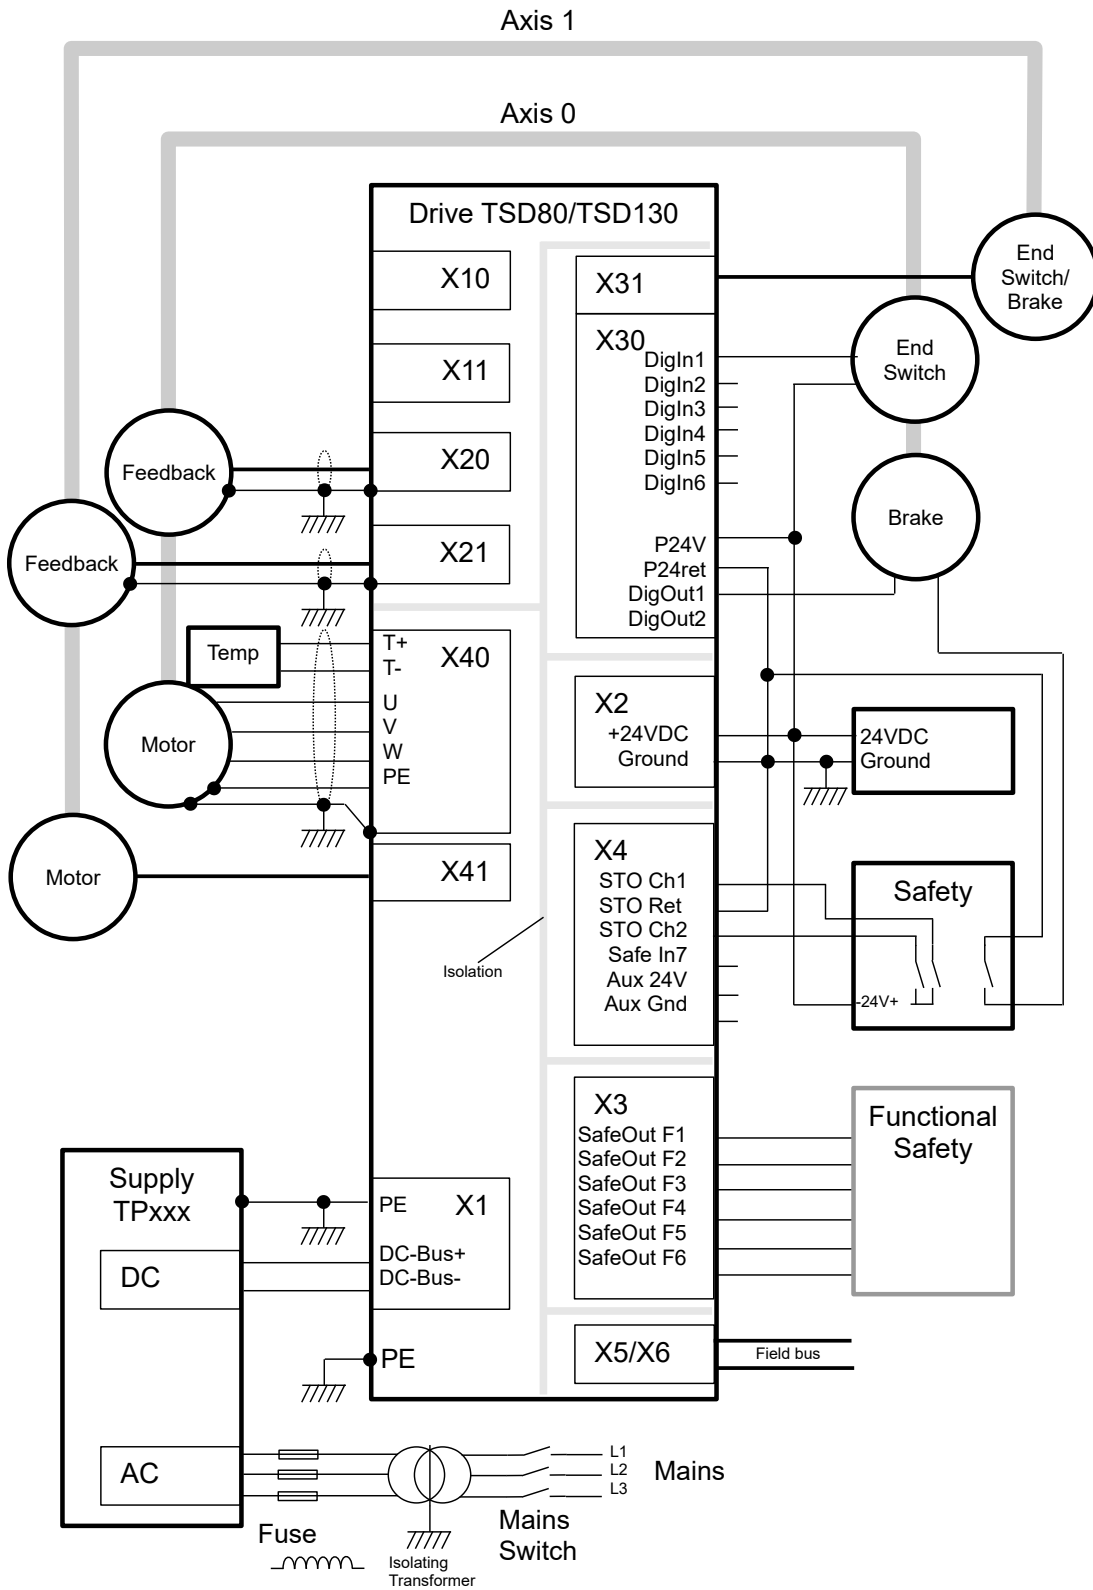 Axis 1
Axis 0
Drive TSD80/TSD130
X10
X11
X20
X21
Feedback
Feedback
Temp
Motor
Motor
T+
T-
U
V
W
PE
X40
X41
Isolation
X31
X30
DigIn1
DigIn2
DigIn3
DigIn4
DigIn5
DigIn6
P24V
P24ret
DigOut1
DigOut2
End
Switch/
Brake
End
Switch
Brake
X2
+24VDC
Ground
24VDC
Ground
X4
STO Ch1
STO Ret
STO Ch2
Safe In7
Aux 24V
Aux Gnd
Safety
-24V+
X3
SafeOut F1
SafeOut F2
SafeOut F3
SafeOut F4
SafeOut F5
SafeOut F6
Functional
Safety
X5/X6
Field bus
Supply
TPxxx
DC
AC
PE
X1
DC-Bus+
DC-Bus-
PE
L1
L2
L3
Mains
Mains
Switch
Fuse
Isolating
Transformer